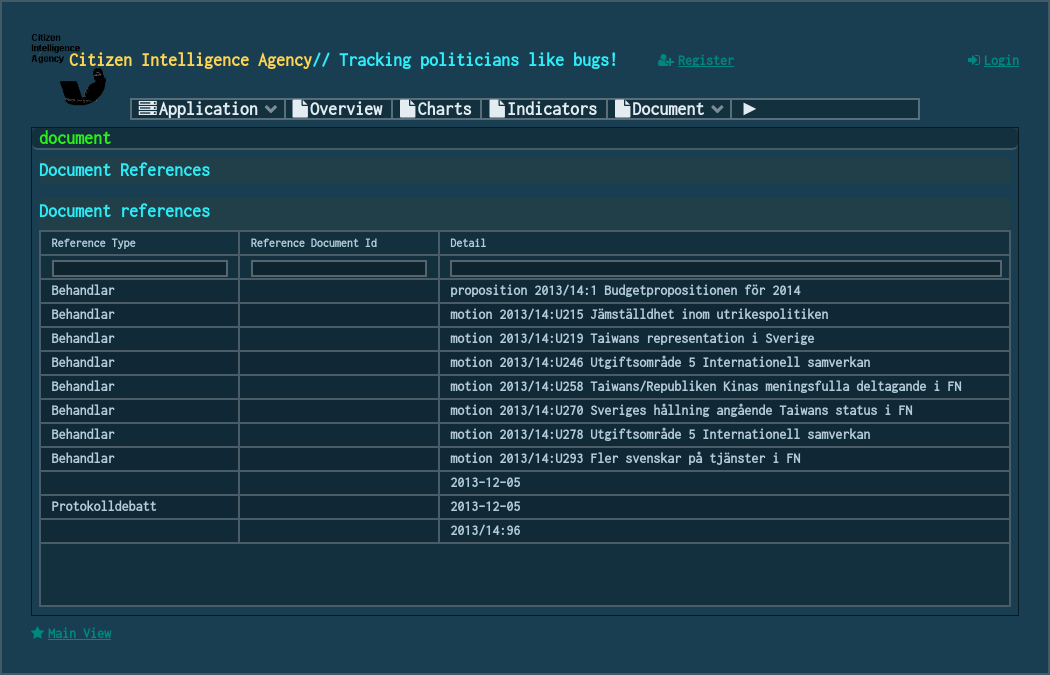 Citizen
Intelligence
Agency
Citizen Intelligence Agency// Tracking politicians like bugs!
Register
Login
Application
Overview
Charts
Indicators
Document
document
Document References
Document references
Reference Type Reference Document Id Detail
Behandlar proposition 2013/14:1 Budgetpropositionen för 2014
Behandlar motion 2013/14:U215 Jämställdhet inom utrikespolitiken
Behandlar motion 2013/14:U219 Taiwans representation i Sverige
Behandlar motion 2013/14:U246 Utgiftsområde 5 Internationell samverkan
Behandlar motion 2013/14:U258 Taiwans/Republiken Kinas meningsfulla deltagande i FN
Behandlar motion 2013/14:U270 Sveriges hållning angående Taiwans status i FN
Behandlar motion 2013/14:U278 Utgiftsområde 5 Internationell samverkan
Behandlar motion 2013/14:U293 Fler svenskar på tjänster i FN
2013-12-05
Protokolldebatt 2013-12-05
2013/14:96
Main View